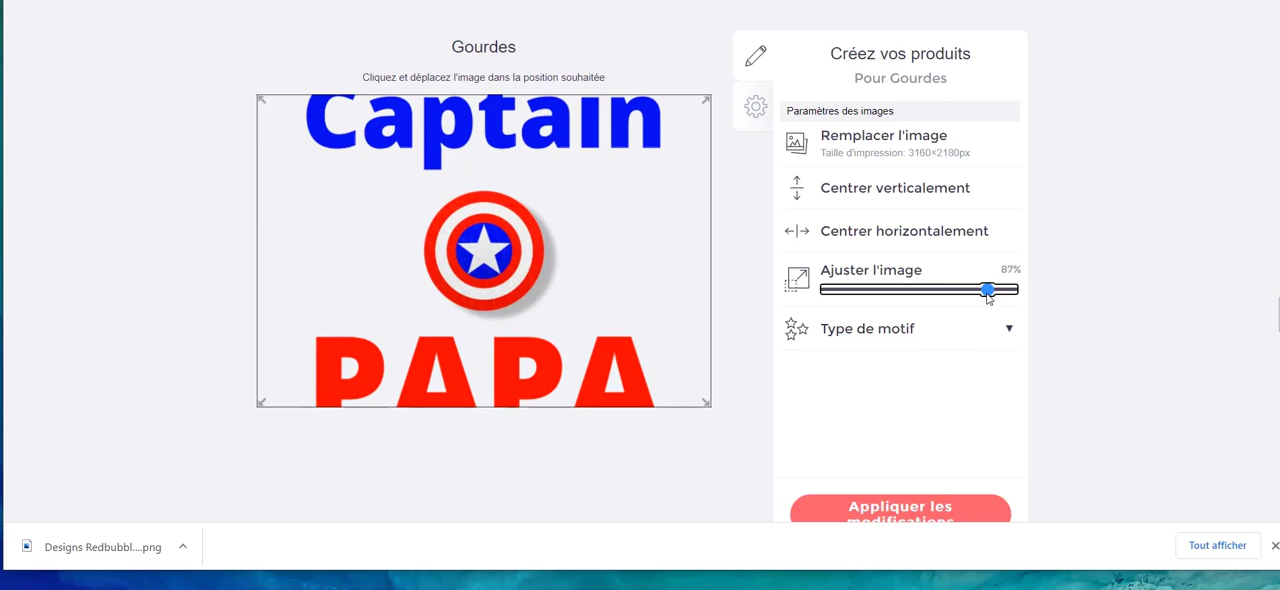 Gourdes
Cliquez et déplacez l'image dans la position souhaitée
Captain
PAPA
Créez vos produits
Pour Gourdes
Paramètres des images
Remplacer l'image
Taille d'impression: 3160×2180px
Centrer verticalement
Centrer horizontalement
Ajuster l'image
87%
Type de motif
Appliquer les
modifications
Designs Redbubbl....png
Tout afficher